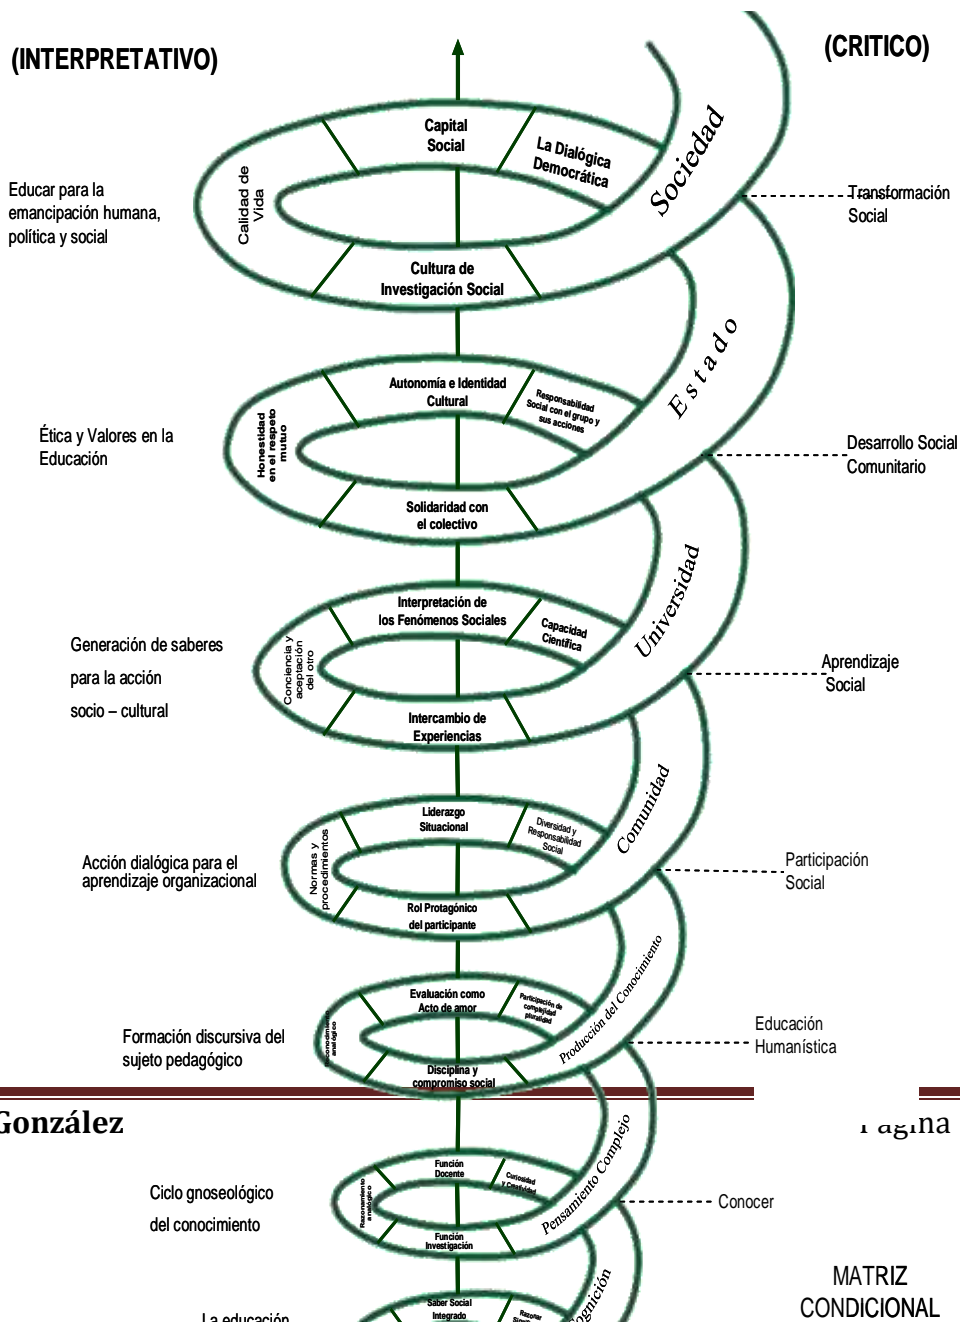 (INTERPRETATIVO)
(CRITICO)
Capital
Social
La Dialógica
Democrática
Sociedad
Calidad de
Vida
Educar para la
emancipación humana,
política y social
Transformación
Social
Cultura de
Investigación Social
Estado
Autonomía e Identidad
Cultural
Responsabilidad
Social con el grupo y
sus acciones
Honestidad
en el respeto
mutuo
Ética y Valores en la
Educación
Desarrollo Social
Comunitario
Solidaridad con
el colectivo
Universidad
Interpretación de
los Fenómenos Sociales
Capacidad
Científica
Conciencia y
aceptación
del otro
Generación de saberes
para la acción
socio – cultural
Aprendizaje
Social
Intercambio de
Experiencias
Comunidad
Liderazgo
Situacional
Diversidad y
Responsabilidad
Social
Normas y
procedimientos
Acción dialógica para el
aprendizaje organizacional
Participación
Social
Rol Protagónico
del participante
Producción del Conocimiento
Evaluación como
Acto de amor
Participación de
complejidad
pluralidad
analógico
Formación discursiva del
sujeto pedagógico
Educación
Humanística
Disciplina y
compromiso social
González
Pensamiento Complejo
Función
Docente
Curiosidad
y Creatividad
Razonamiento
analógico
Ciclo gnoseológico
del conocimiento
Conocer
Función
Investigación
MATRIZ
CONDICIONAL
Saber Social
Integrado
Razonar
La educación